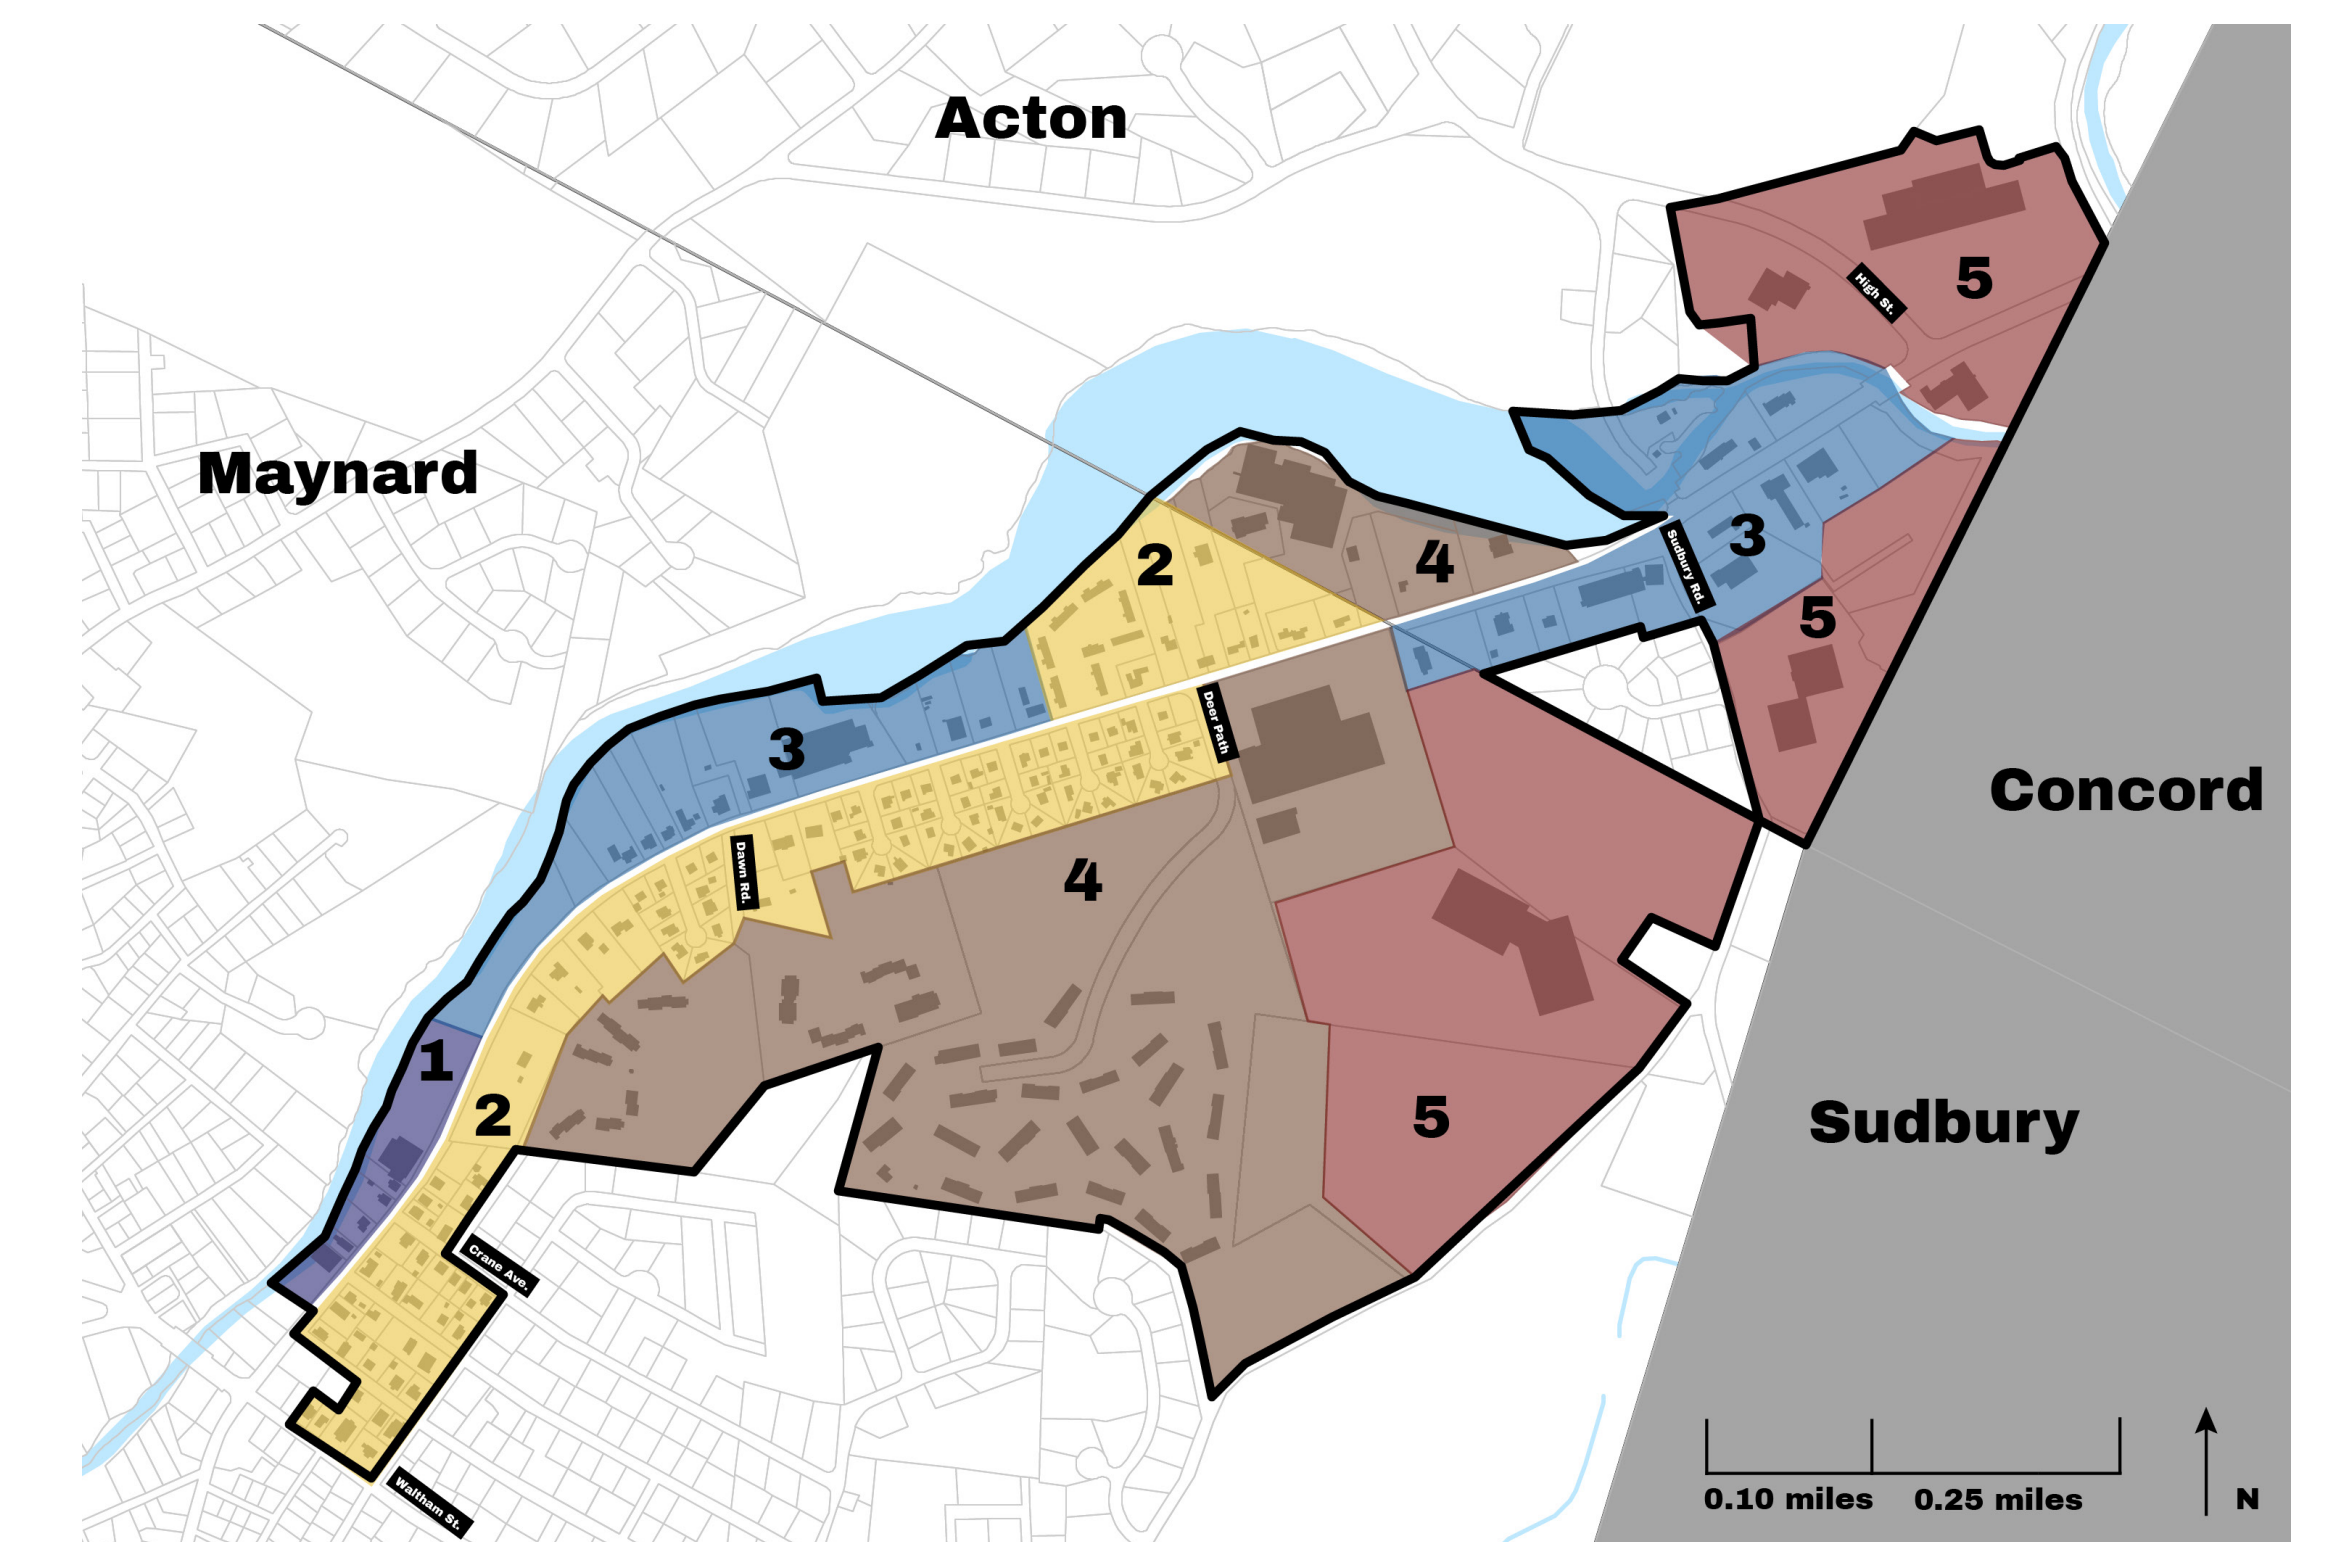 Acton
5
High St.
Maynard
2
4
3
Sudbury Rd.
5
Deer Path
3
Concord
Dawn Rd.
4
1
2
5
Sudbury
Crane Ave.
Waltham St.
0.10 miles
0.25 miles
N